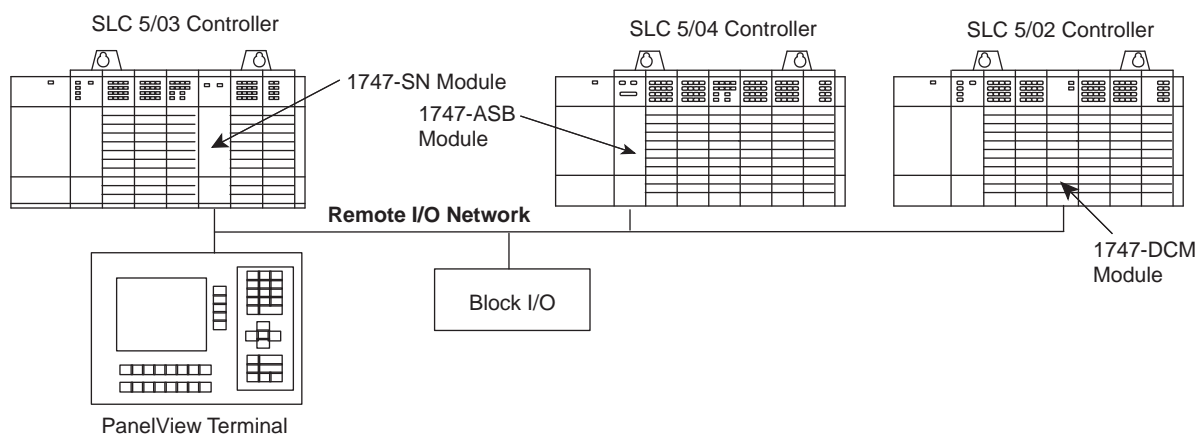 SLC 5/03 Controller
SLC 5/04 Controller
SLC 5/02 Controller
1747-SN Module
1747-ASB
Module
Remote I/O Network
1747-DCM
Module
Block I/O
PanelView Terminal